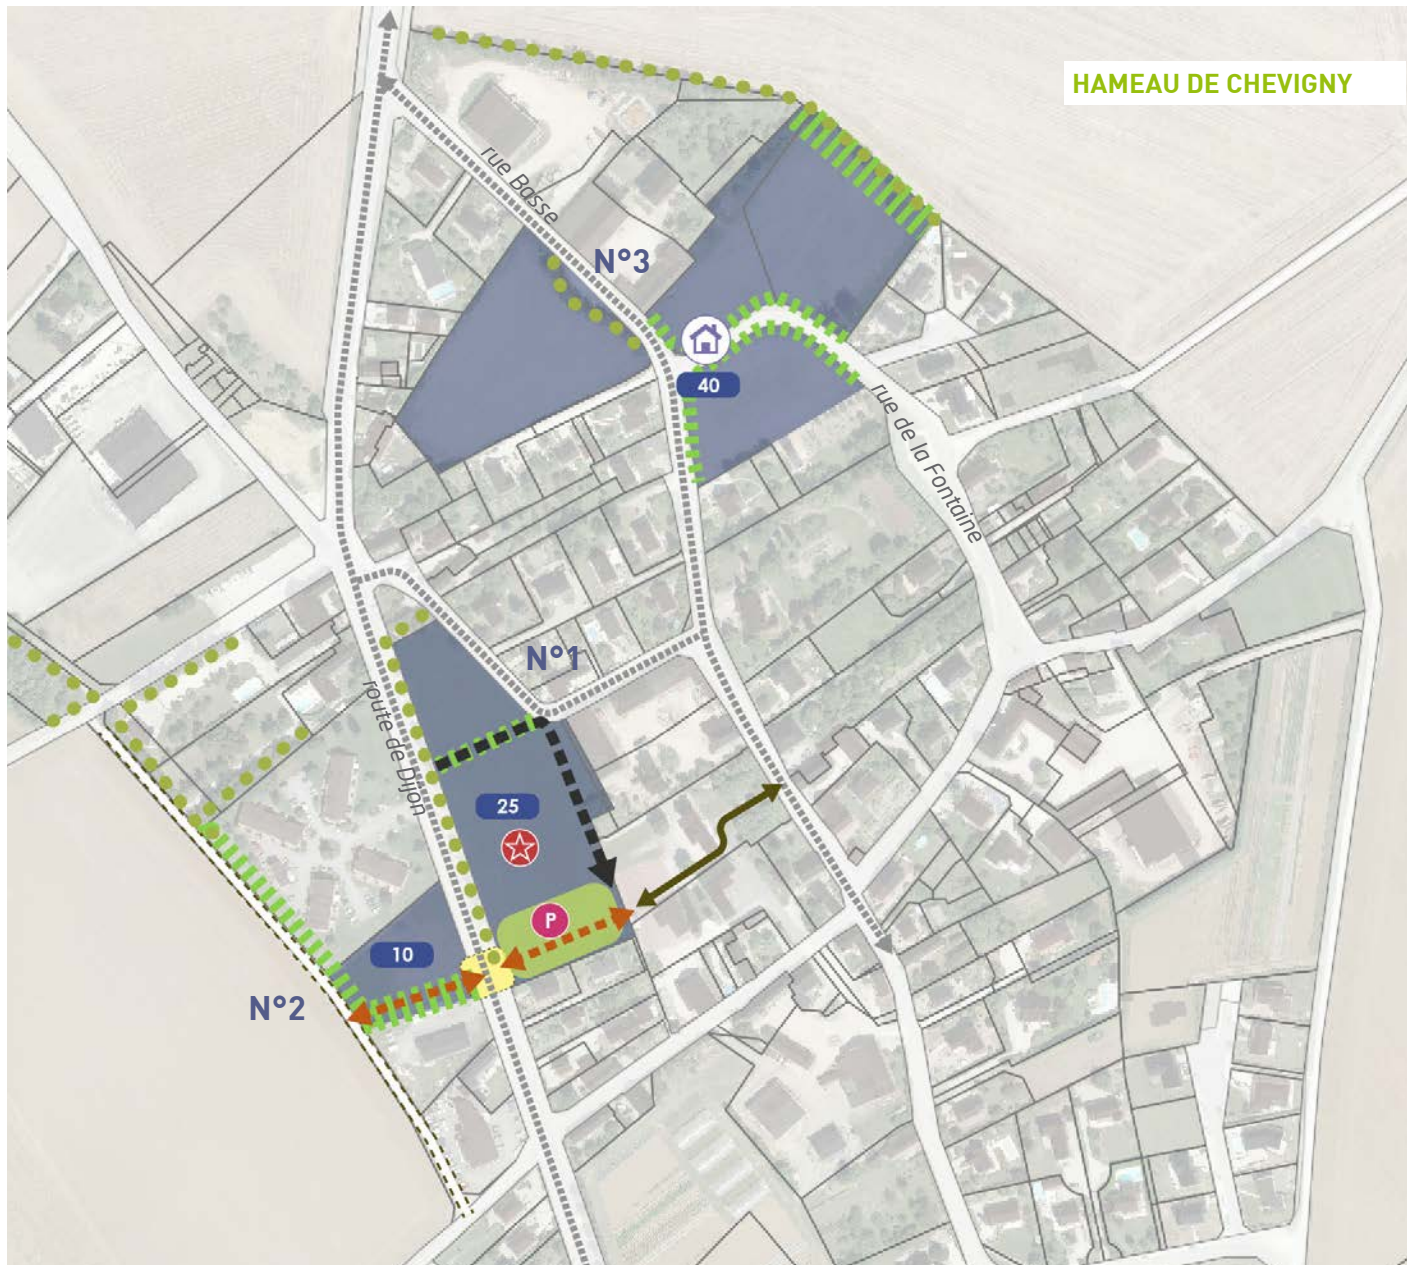 HAMEAU DE CHEVIGNY
rue Basse
N°3
40
rue de la Fontaine
N°1
route de Dijon
25
P
10
N°2